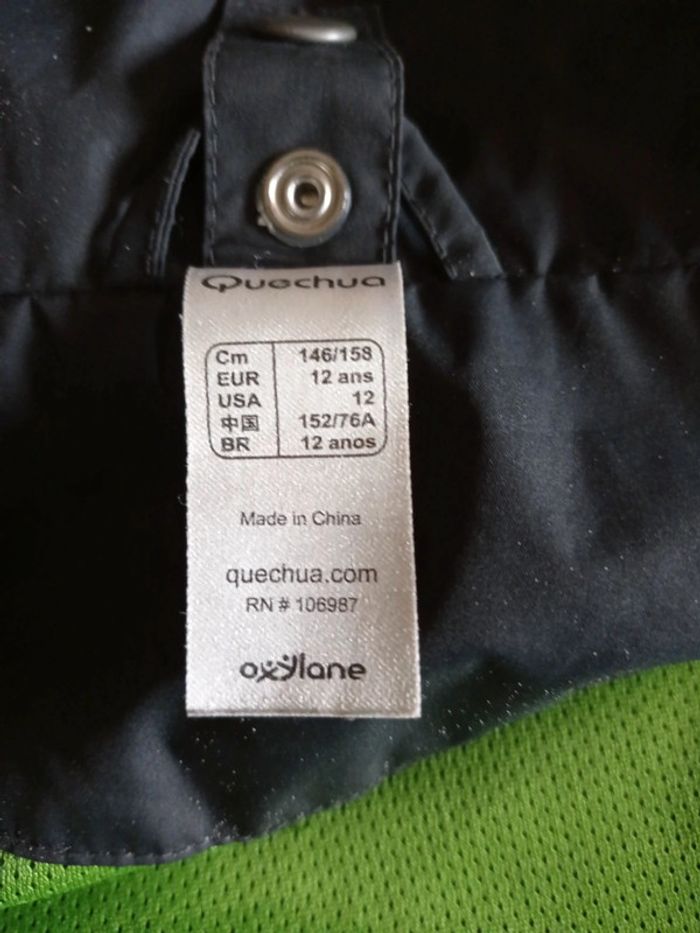 Quechua
Cm 146/158
EUR 12 ans
USA 12
中国 152/76A
BR 12 anos
Made in China
quechua.com
RN # 106987
oxylane